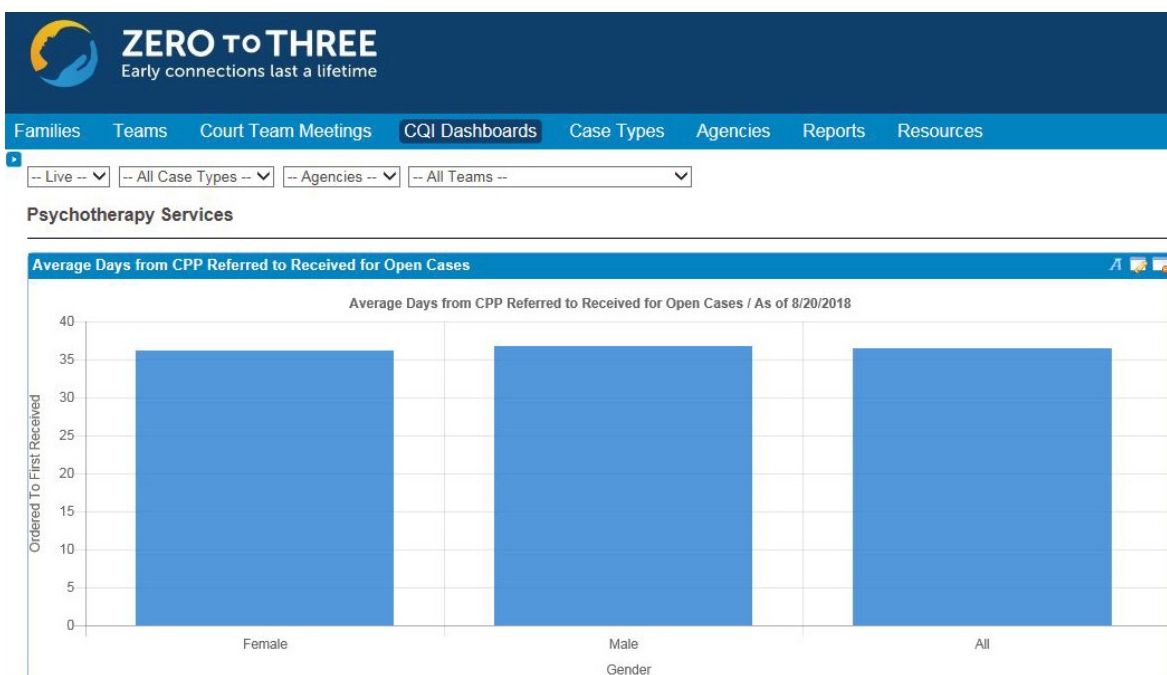 ZERO TO THREE
Early connections last a lifetime
Families Teams Court Team Meetings CQI Dashboards Case Types Agencies Reports Resources
-- Live -- -- All Case Types -- -- Agencies -- -- All Teams --
Psychotherapy Services
Average Days from CPP Referred to Received for Open Cases
Average Days from CPP Referred to Received for Open Cases / As of 8/20/2018
Ordered To First Received
40
35
30
25
20
15
10
5
0
Female Male All
Gender